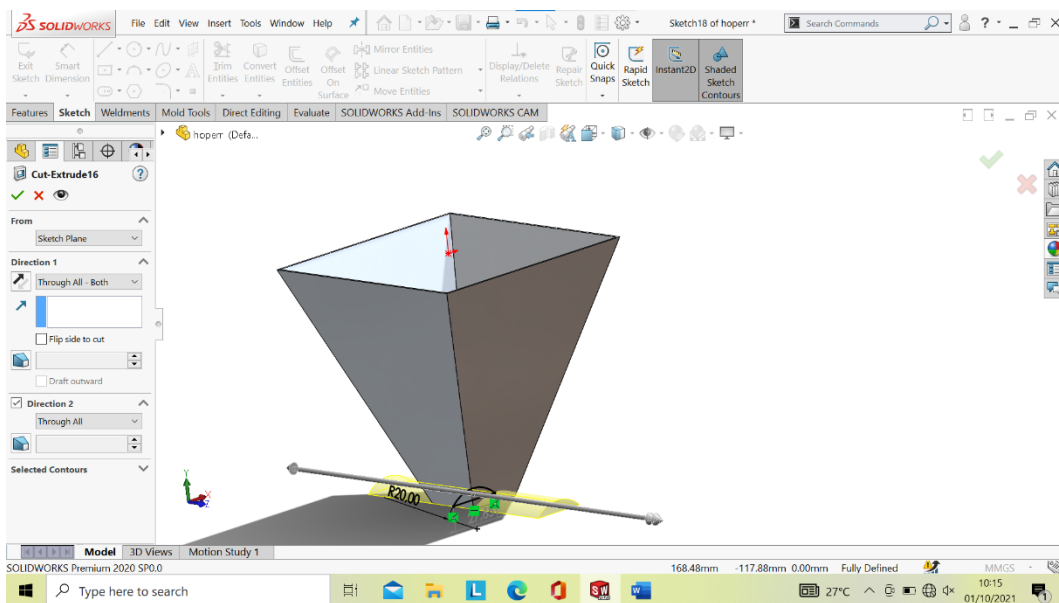 SOLIDWORKS File Edit View Insert Tools Window Help Sketch18 of hoperr * Search Commands
Exit Sketch Smart Dimension Trim Entities Convert Entities Offset Entities Offset On Surface Mirror Entities Linear Sketch Pattern Move Entities Display/Delete Relations Repair Sketch Quick Snaps Rapid Sketch Instant2D Shaded Sketch Contours
Features Sketch Weldments Mold Tools Direct Editing Evaluate SOLIDWORKS Add-Ins SOLIDWORKS CAM
hoperr (Defa...
Cut-Extrude16
From
Sketch Plane
Direction 1
Through All - Both
Flip side to cut
Draft outward
Direction 2
Through All
Selected Contours
R20.00
Y
X
Z
Model 3D Views Motion Study 1
SOLIDWORKS Premium 2020 SP0.0 168.48mm -117.88mm 0.00mm Fully Defined MMGS
Type here to search 27°C 10:15
01/10/2021